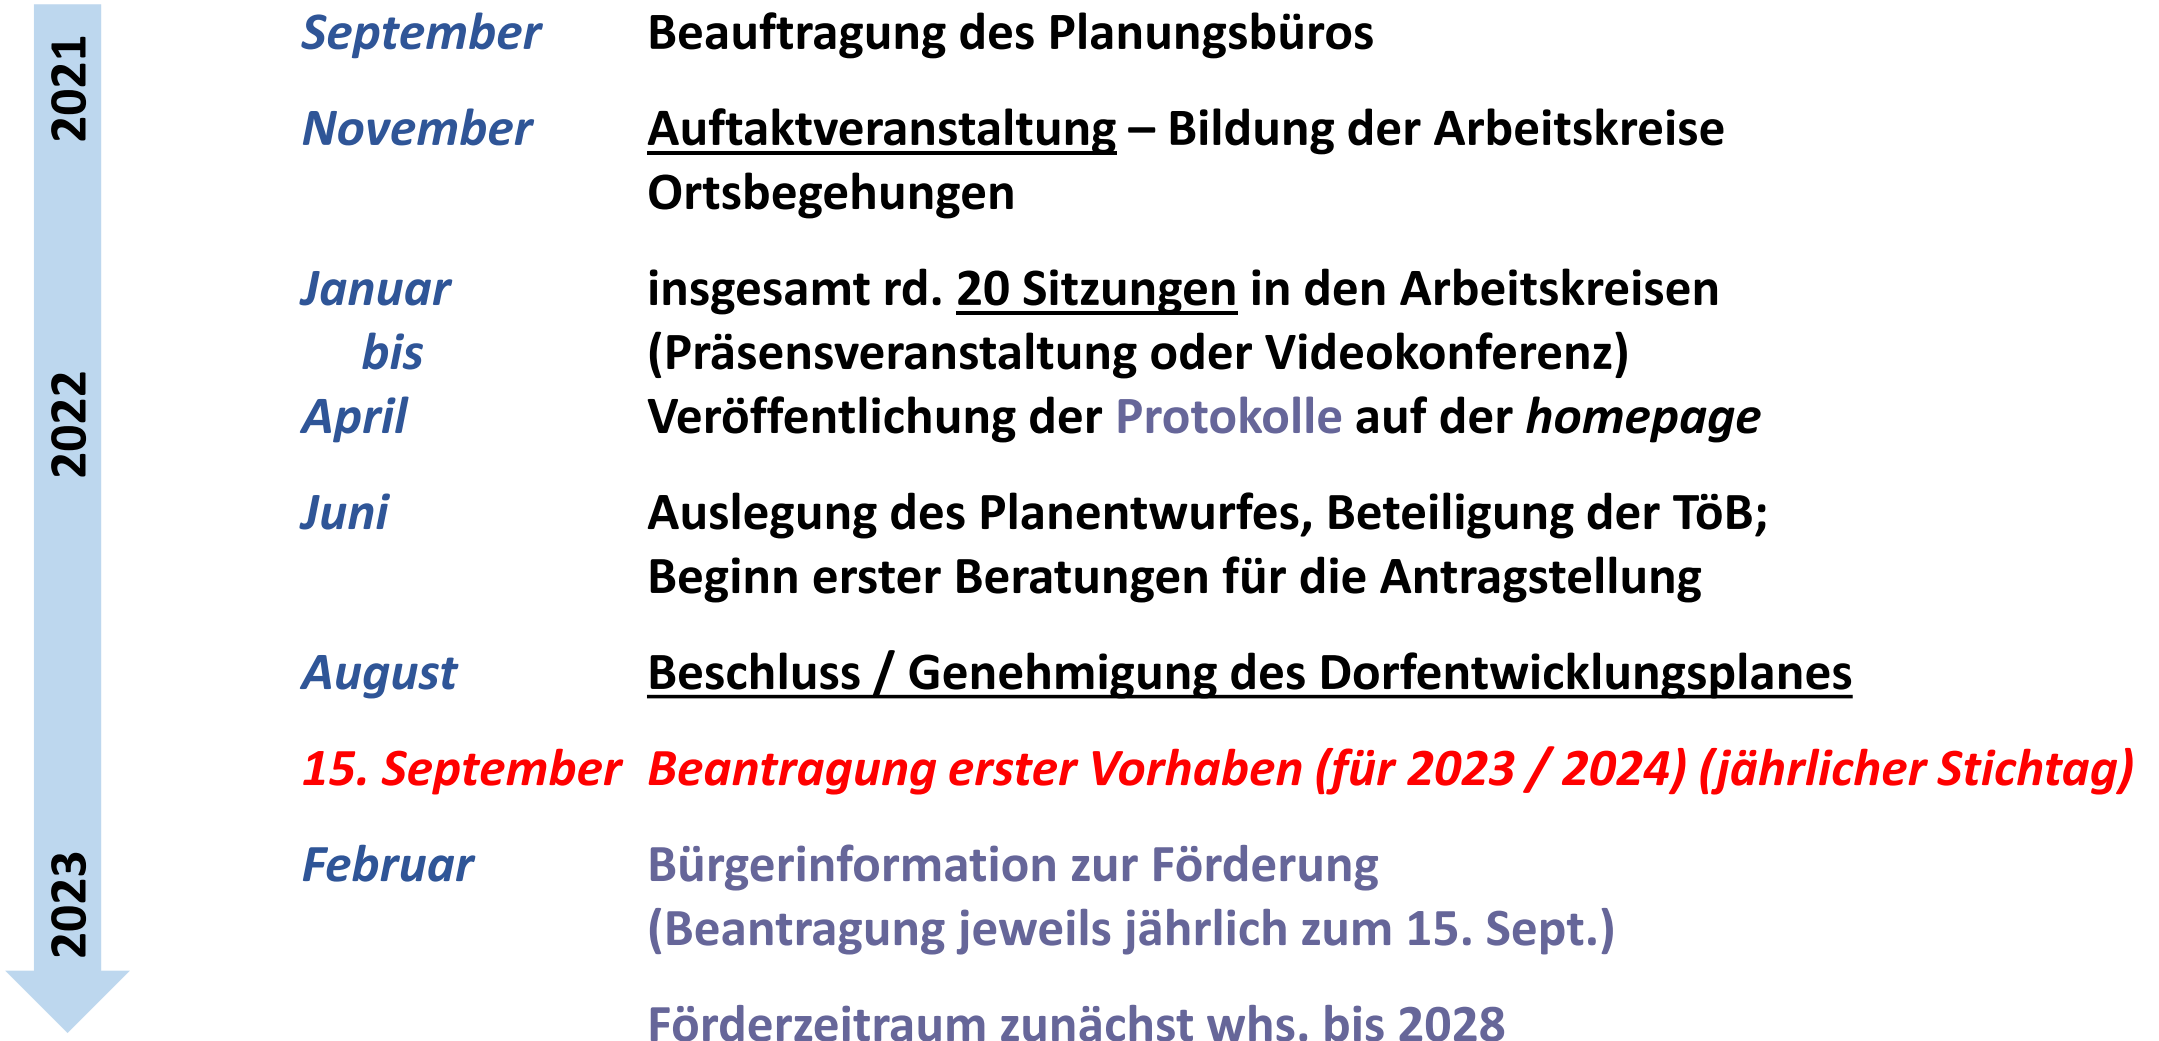 2021
September Beauftragung des Planungsbüros
November Auftaktveranstaltung – Bildung der Arbeitskreise
Ortsbegehungen
2022
Januar insgesamt rd. 20 Sitzungen in den Arbeitskreisen
bis (Präsensveranstaltung oder Videokonferenz)
April Veröffentlichung der Protokolle auf der homepage
Juni Auslegung des Planentwurfes, Beteiligung der TöB;
Beginn erster Beratungen für die Antragstellung
August Beschluss / Genehmigung des Dorfentwicklungsplanes
15. September Beantragung erster Vorhaben (für 2023 / 2024) (jährlicher Stichtag)
2023
Februar Bürgerinformation zur Förderung
(Beantragung jeweils jährlich zum 15. Sept.)
Förderzeitraum zunächst whs. bis 2028